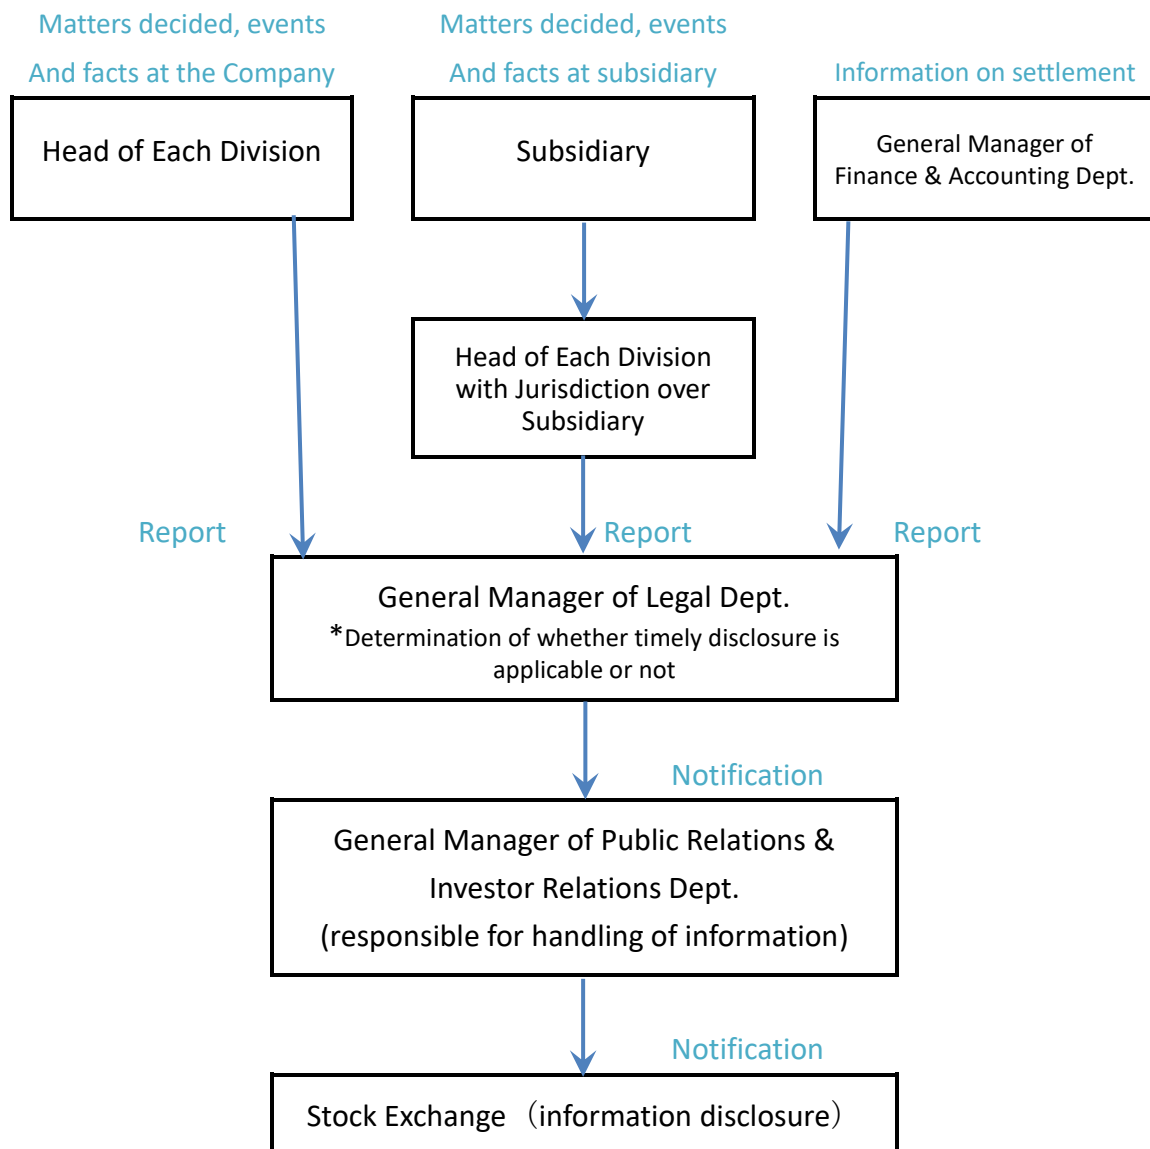 Matters decided, events
And facts at the Company
Matters decided, events
And facts at subsidiary
Information on settlement
Head of Each Division
Subsidiary
General Manager of
Finance & Accounting Dept.
Head of Each Division
with Jurisdiction over
Subsidiary
Report
Report
Report
General Manager of Legal Dept.
*Determination of whether timely disclosure is
applicable or not
Notification
General Manager of Public Relations &
Investor Relations Dept.
(responsible for handling of information)
Notification
Stock Exchange（information disclosure）